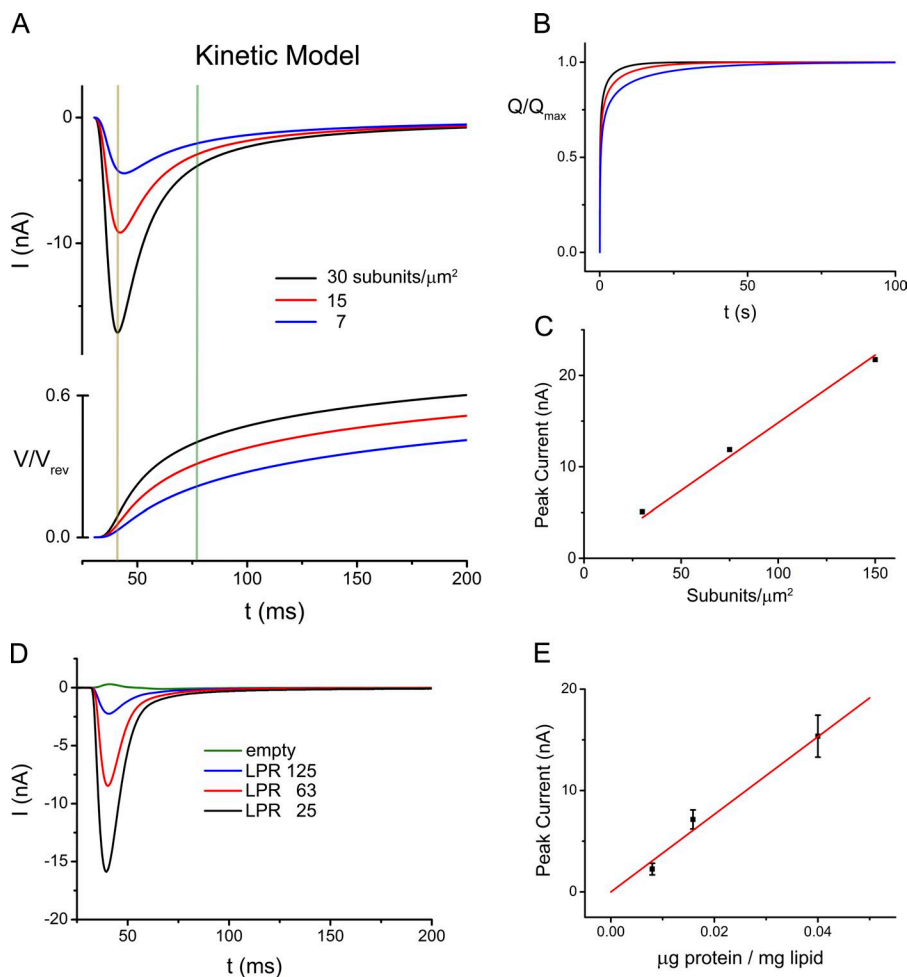 A
Kinetic Model
0
-10
I (nA)
30 subunits/μm²
15
7
0.6
V/Vrev
0.0
50 100 150 200
t (ms)
B
1.0
Q/Qmax
0.5
0.0
0 50 100
t (s)
C
20
10
0
Peak Current (nA)
0 50 100 150
Subunits/μm²
D
0
-5
-10
-15
-20
I (nA)
empty
LPR 125
LPR 63
LPR 25
50 100 150 200
t (ms)
E
20
10
0
Peak Current (nA)
0.00 0.02 0.04
μg protein / mg lipid